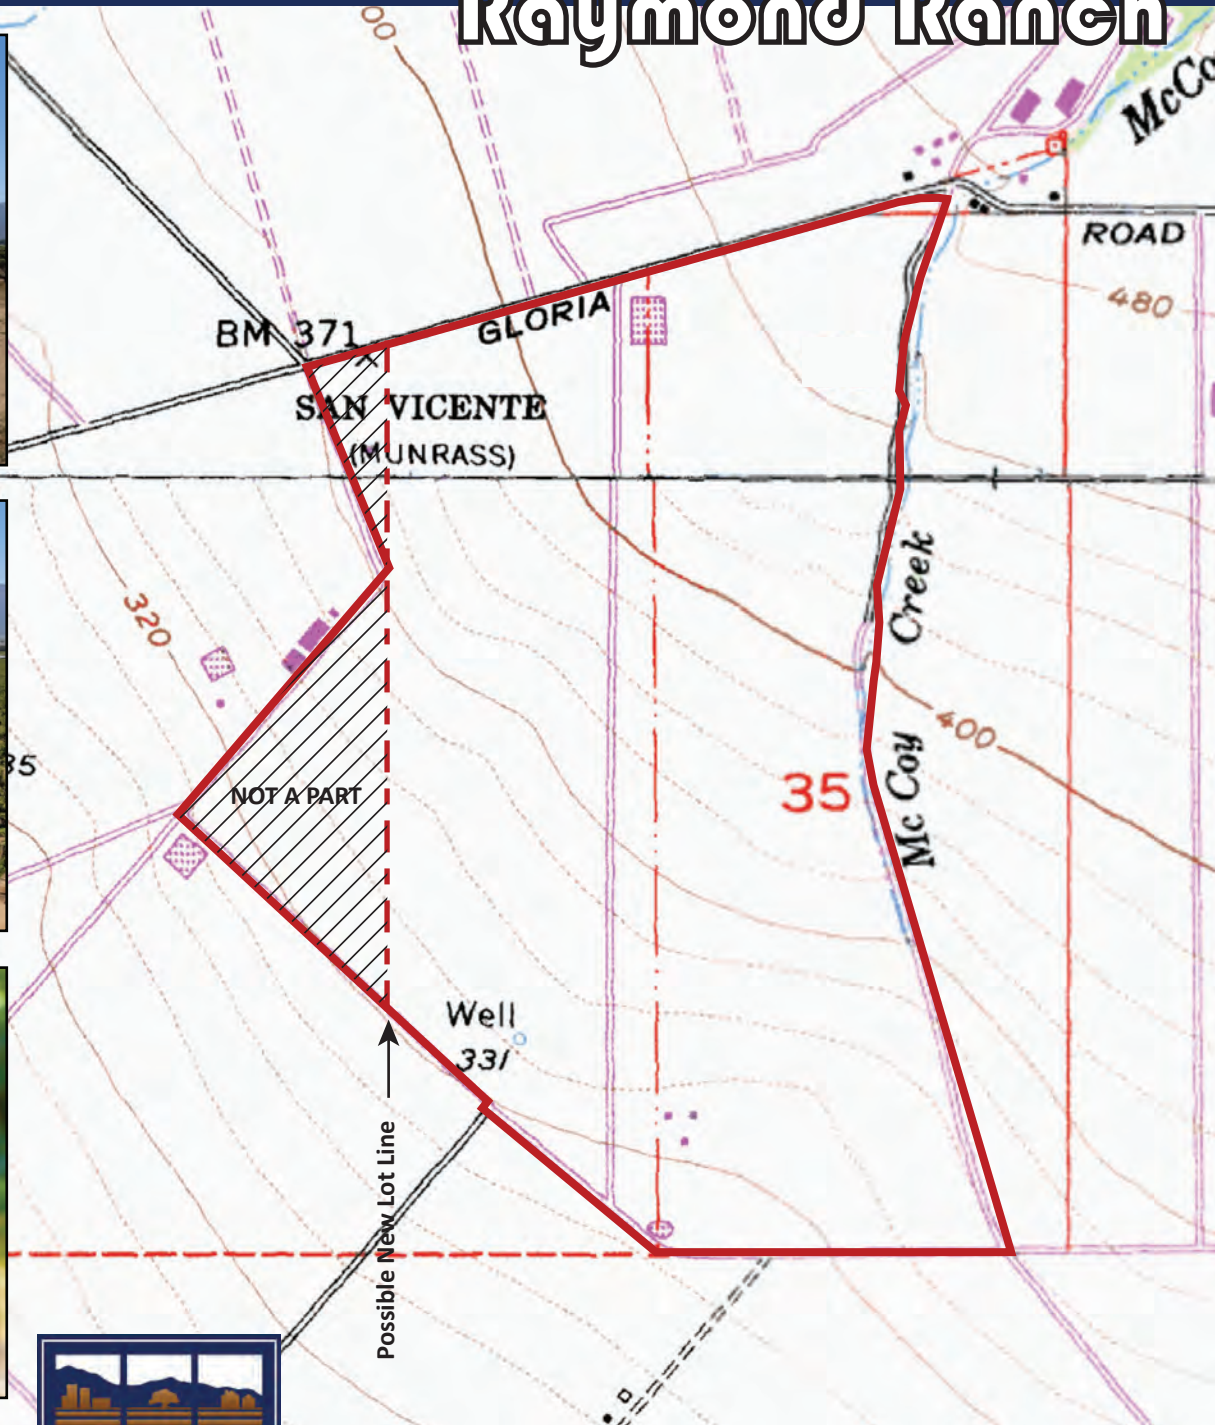 Raymond Ranch
McCo
ROAD
480
GLORIA
BM 371
SAN VICENTE
(MUNRASS)
Creek
320
400
35
Mc Coy
NOT A PART
Well
331
Possible New Lot Line